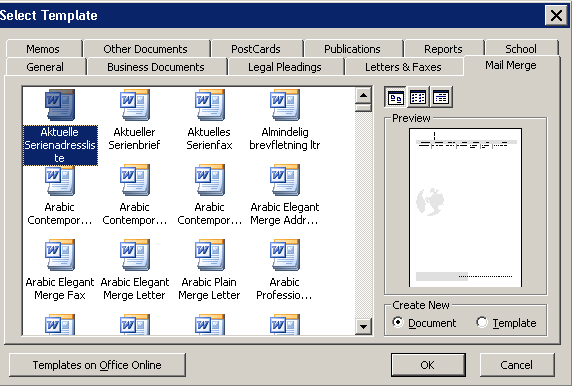 Select Template
Memos Other Documents PostCards Publications Reports School
General Business Documents Legal Pleadings Letters & Faxes Mail Merge
Aktuelle
Serienadresslis
te
Aktueller
Serienbrief
Aktuelles
Serienfax
Almindelig
brevfletning ltr
Arabic
Contempor...
Arabic
Contempor...
Arabic
Contempor...
Arabic Elegant
Merge Addr...
Arabic Elegant
Merge Fax
Arabic Elegant
Merge Letter
Arabic Plain
Merge Letter
Arabic
Professio...
Preview
Create New
Document Template
Templates on Office Online OK Cancel